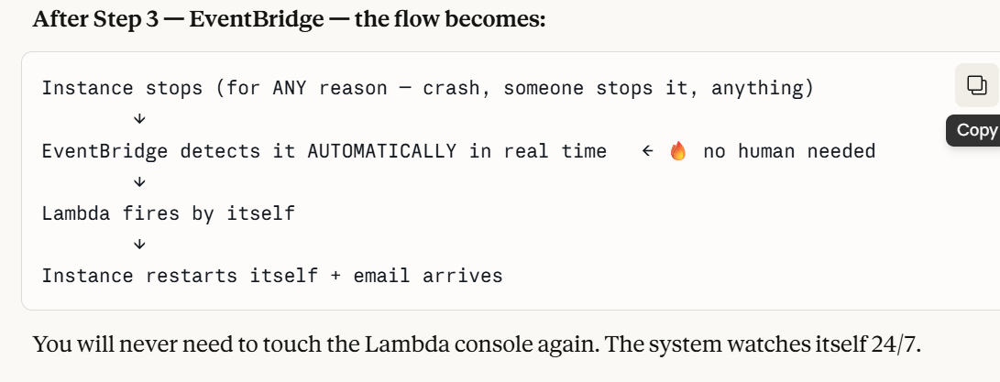 After Step 3 — EventBridge — the flow becomes:
Instance stops (for ANY reason — crash, someone stops it, anything)
↓
EventBridge detects it AUTOMATICALLY in real time ← 🔥 no human needed
↓
Lambda fires by itself
↓
Instance restarts itself + email arrives
Copy
You will never need to touch the Lambda console again. The system watches itself 24/7.